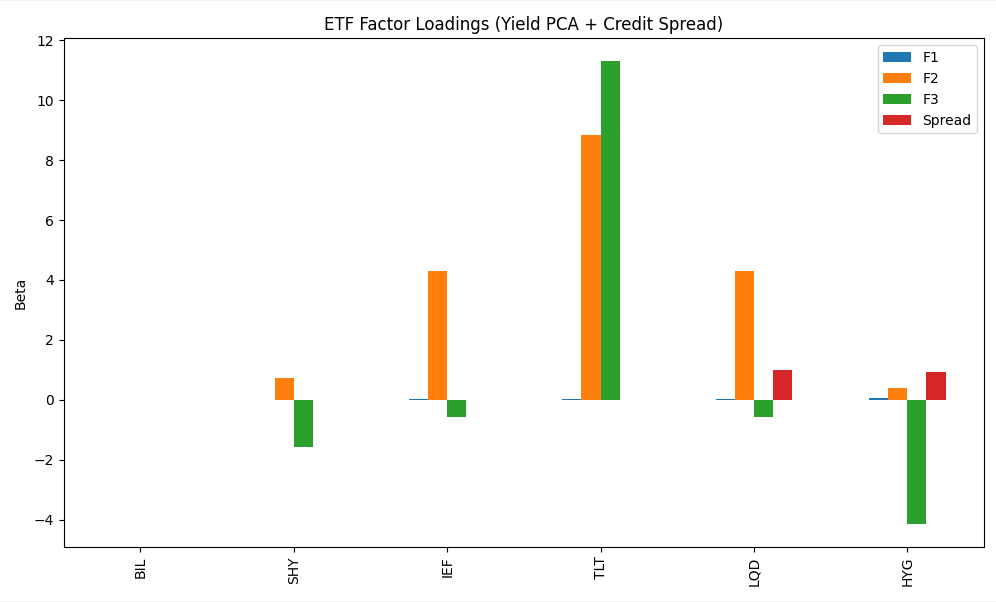 ETF Factor Loadings (Yield PCA + Credit Spread)
F1
F2
F3
Spread
Beta
12
10
8
6
4
2
0
−2
−4
BIL
SHY
IEF
TLT
LQD
HYG